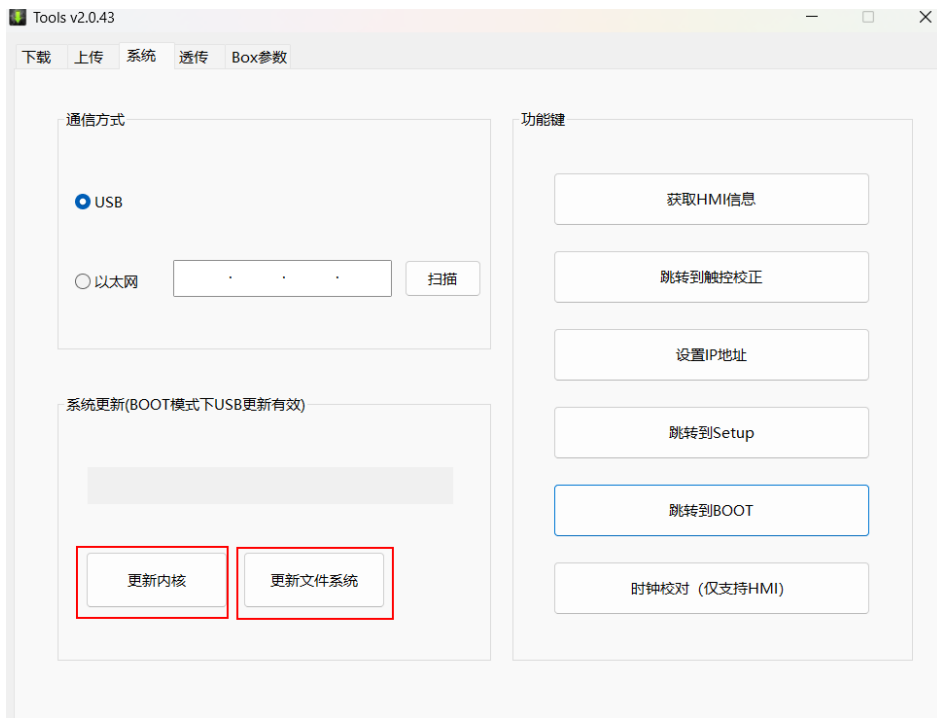 Tools v2.0.43
下载 上传 系统 透传 Box参数
通信方式
USB
以太网 . . . 扫描
系统更新(BOOT模式下USB更新有效)
更新内核 更新文件系统
功能键
获取HMI信息
跳转到触控校正
设置IP地址
跳转到Setup
跳转到BOOT
时钟校对（仅支持HMI）